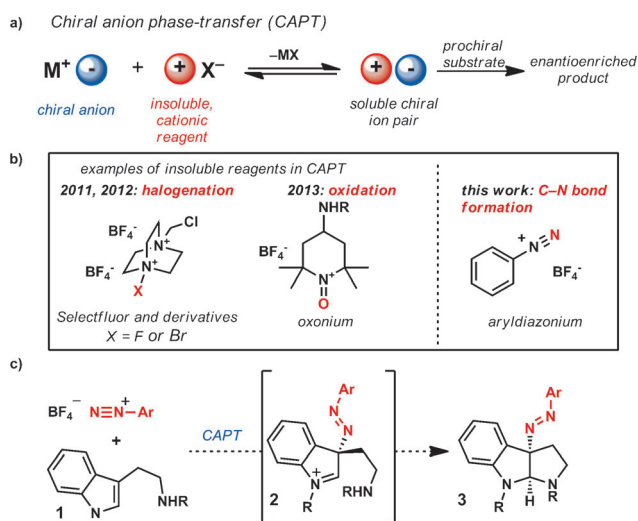 a) Chiral anion phase-transfer (CAPT)
M+ - + + X– –MX + - prochiral substrate enantioenriched product
chiral anion
insoluble, cationic reagent
soluble chiral ion pair
b) examples of insoluble reagents in CAPT
2011, 2012: halogenation
2013: oxidation
this work: C–N bond formation
BF4-
Cl
N+
BF4-
N+
X
Selectfluor and derivatives
X = F or Br
NHR
BF4-
N+
O
oxonium
+
N
N
BF4-
aryldiazonium
c)
BF4– N≡N+–Ar
+
1
N
NHR
CAPT
Ar
N
N
2
N+
R
RHN
Ar
N
N
3
N
R
H
N
R